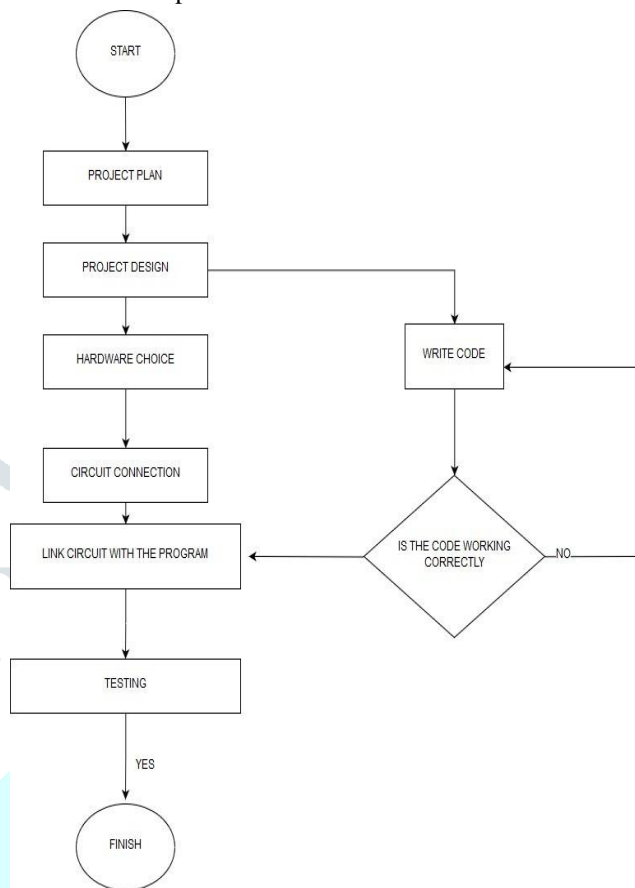 START
PROJECT PLAN
PROJECT DESIGN
HARDWARE CHOICE
WRITE CODE
CIRCUIT CONNECTION
LINK CIRCUIT WITH THE PROGRAM
IS THE CODE WORKING
CORRECTLY
NO
TESTING
YES
FINISH